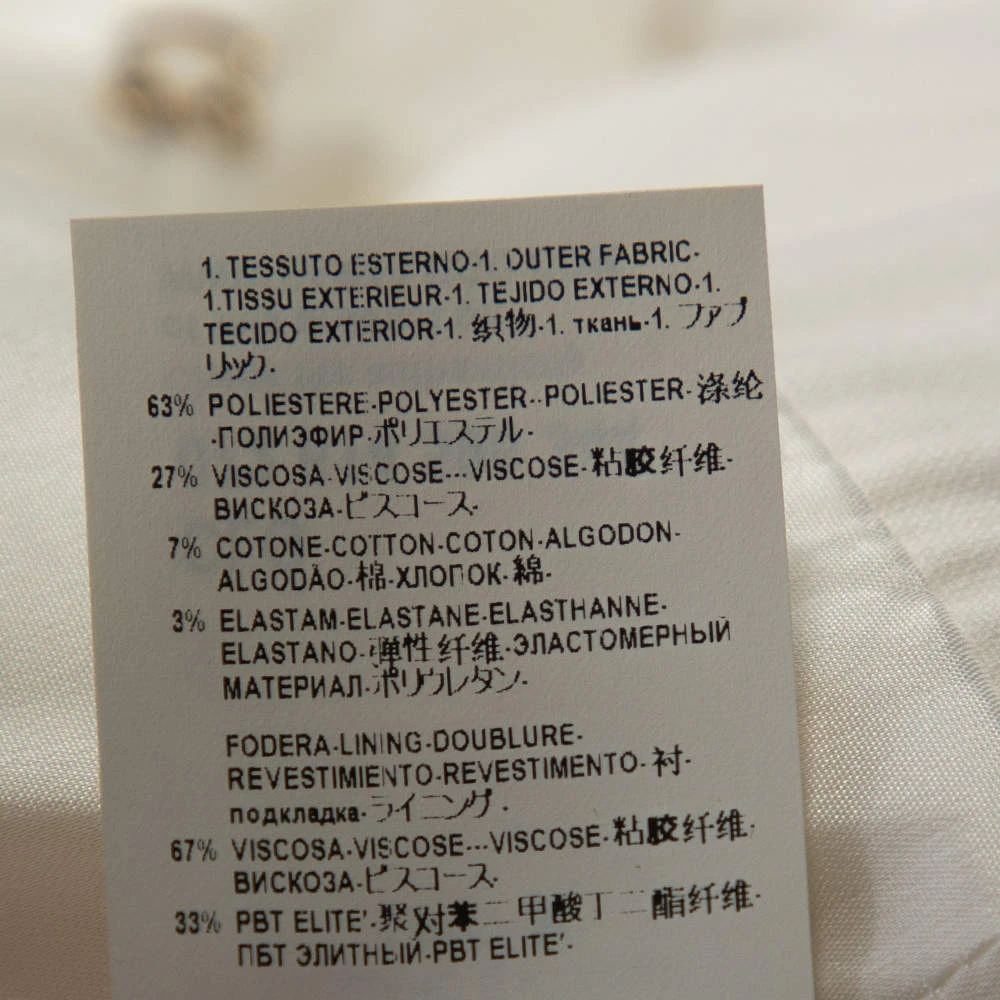 1. TESSUTO ESTERNO-1. OUTER FABRIC-
1.TISSU EXTERIEUR-1. TEJIDO EXTERNO-1.
TECIDO EXTERIOR-1. 织物-1. ткань-1. ファブ
リック-
63% POLIESTERE-POLYESTER--POLIESTER-涤纶
-ПОЛИЭФИР-ポリエステル-
27% VISCOSA-VISCOSE---VISCOSE-粘胶纤维-
ВИСКОЗА-ビスコース-
7% COTONE-COTTON-COTON-ALGODON-
ALGODÃO-棉-ХЛОПОК-綿-
3% ELASTAM-ELASTANE-ELASTHANNE-
ELASTANO-弹性纤维-ЭЛАСТОМЕРНЫЙ
МАТЕРИАЛ-ポリウレタン-
FODERA-LINING-DOUBLURE-
REVESTIMIENTO-REVESTIMENTO-衬-
подкладка-ライニング-
67% VISCOSA-VISCOSE---VISCOSE-粘胶纤维-
ВИСКОЗА-ビスコース-
33% PBT ELITE'-聚对苯二甲酸丁二酯纤维-
ПБТ ЭЛИТНЫЙ-PBT ELITE'-